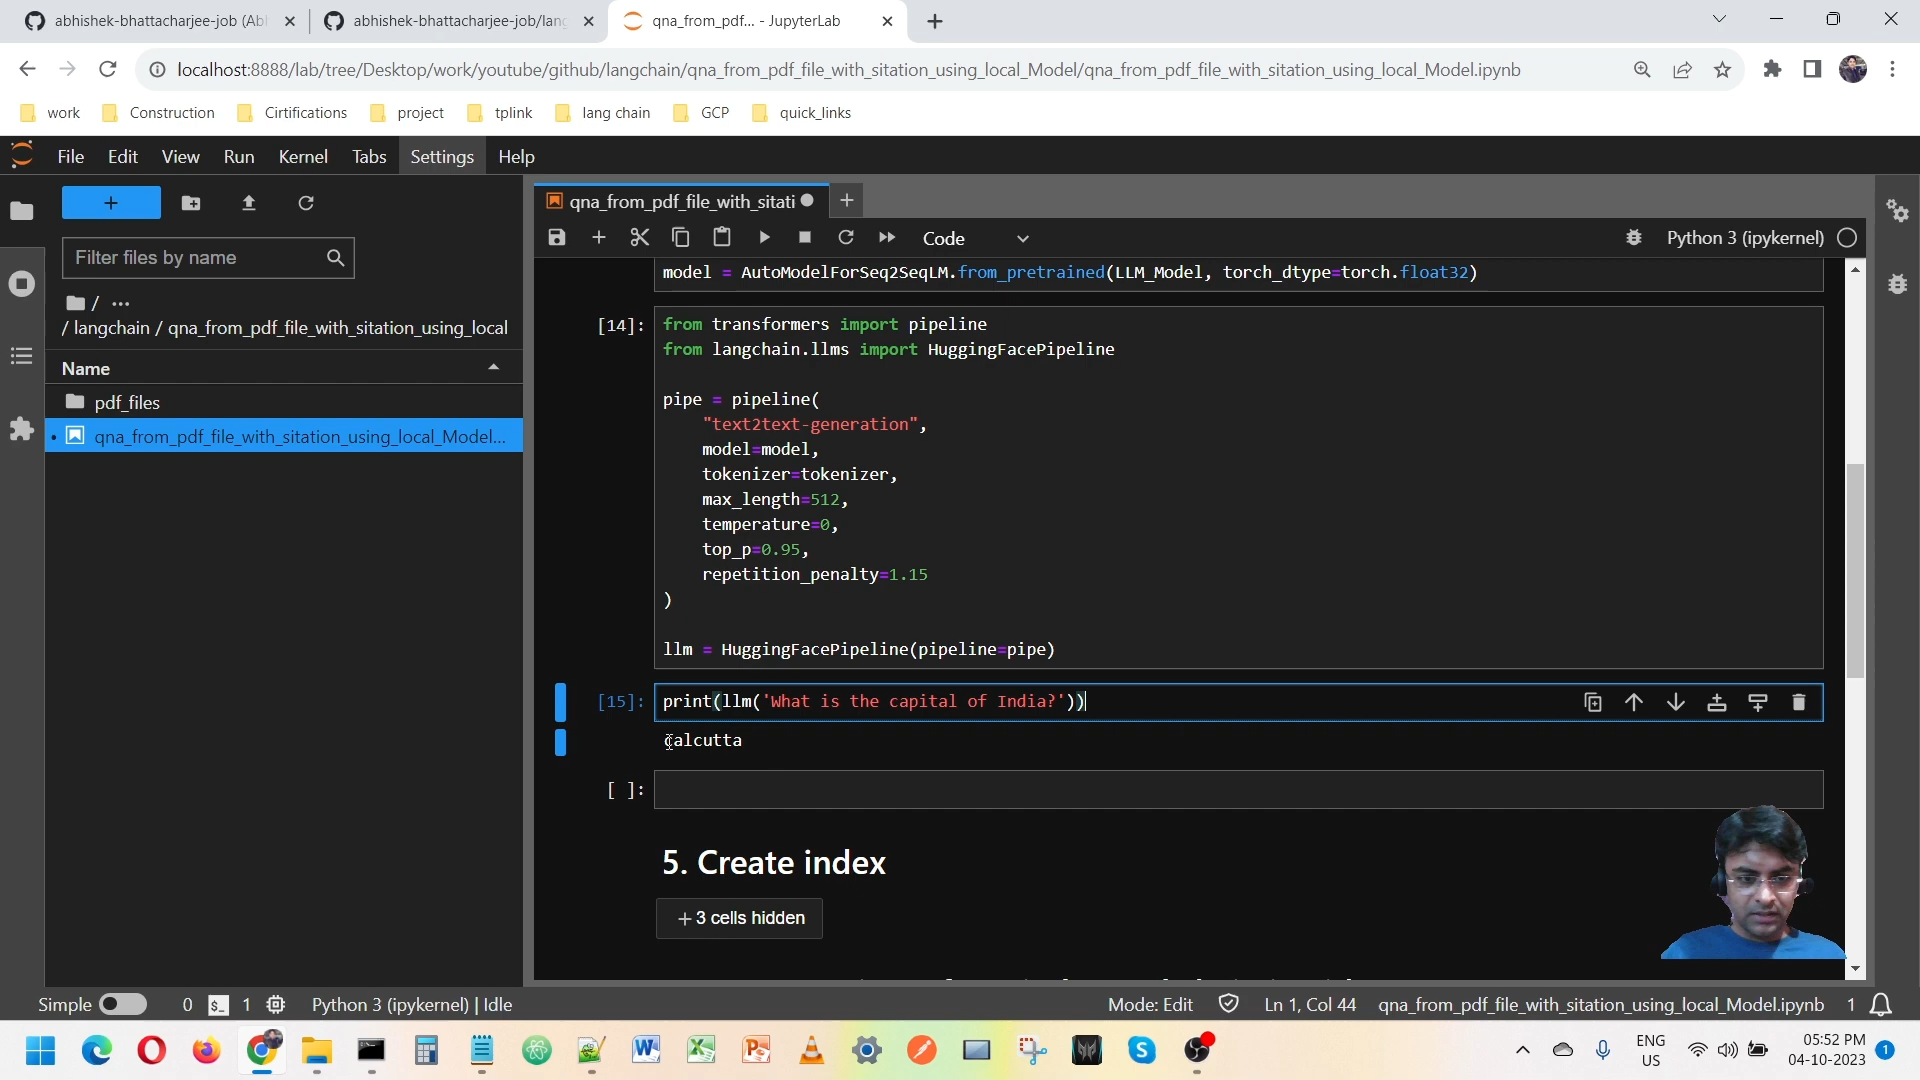 abhishek-bhattacharjee-job (Abl
abhishek-bhattacharjee-job/lang
qna_from_pdf... - JupyterLab
localhost:8888/lab/tree/Desktop/work/youtube/github/langchain/qna_from_pdf_file_with_sitation_using_local_Model/qna_from_pdf_file_with_sitation_using_local_Model.ipynb
work
Construction
Cirtifications
project
tplink
lang chain
GCP
quick_links
File Edit View Run Kernel Tabs Settings Help
+
qna_from_pdf_file_with_sitati
Filter files by name
Code
Python 3 (ipykernel)
/ ...
/ langchain / qna_from_pdf_file_with_sitation_using_local
Name
pdf_files
qna_from_pdf_file_with_sitation_using_local_Model...
model = AutoModelForSeq2SeqLM.from_pretrained(LLM_Model, torch_dtype=torch.float32)
[14]:
from transformers import pipeline
from langchain.llms import HuggingFacePipeline
pipe = pipeline(
"text2text-generation",
model=model,
tokenizer=tokenizer,
max_length=512,
temperature=0,
top_p=0.95,
repetition_penalty=1.15
)
llm = HuggingFacePipeline(pipeline=pipe)
[15]:
print(llm('What is the capital of India?'))
calcutta
[ ]:
5. Create index
+ 3 cells hidden
Simple
0
1
Python 3 (ipykernel) | Idle
Mode: Edit
Ln 1, Col 44
qna_from_pdf_file_with_sitation_using_local_Model.ipynb
1
ENG
US
05:52 PM
04-10-2023
1